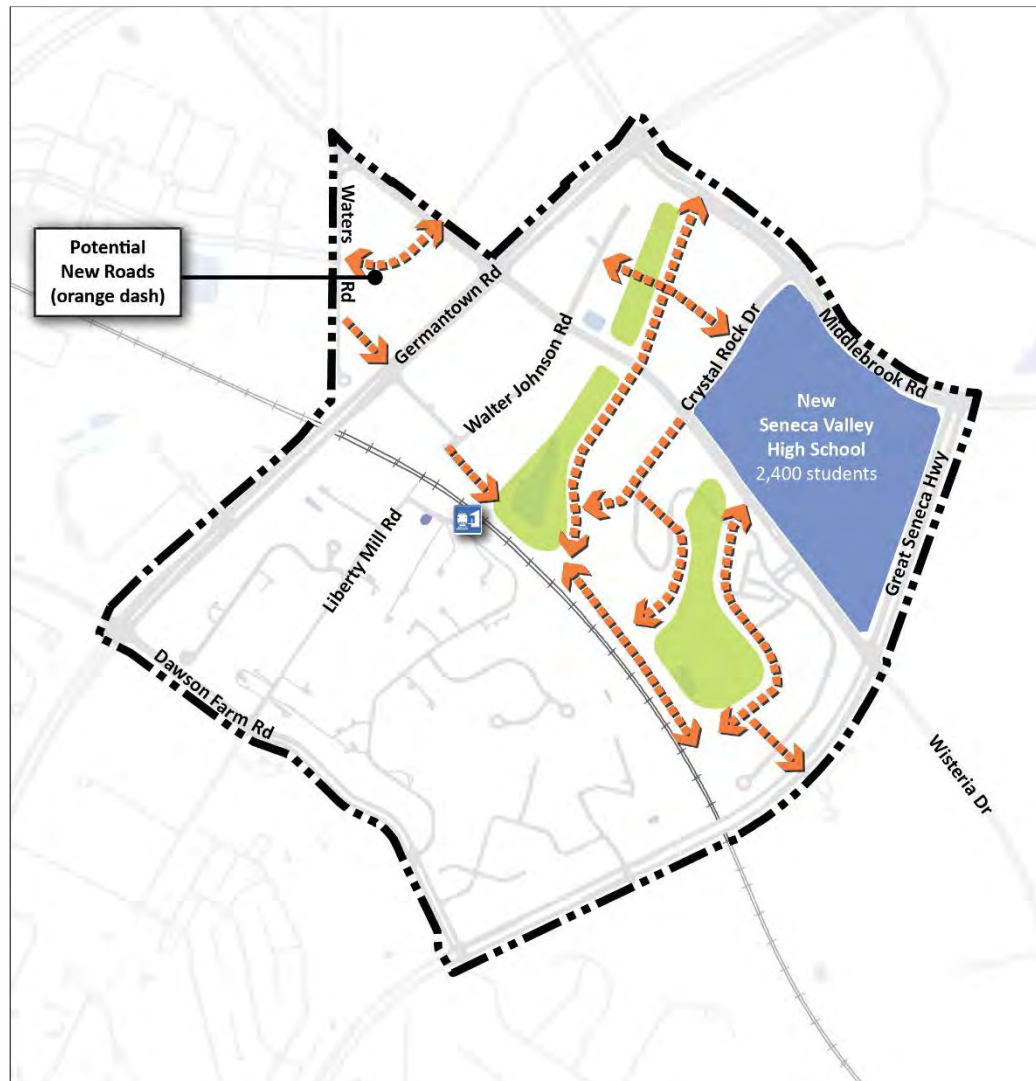 Waters Rd
Potential
New Roads
(orange dash)
Germantown Rd
Walter Johnson Rd
Crystal Rock Dr
Middlebrook Rd
New
Seneca Valley
High School
2,400 students
Great Seneca Hwy
Liberty Mill Rd
Dawson Farm Rd
Wisteria Dr